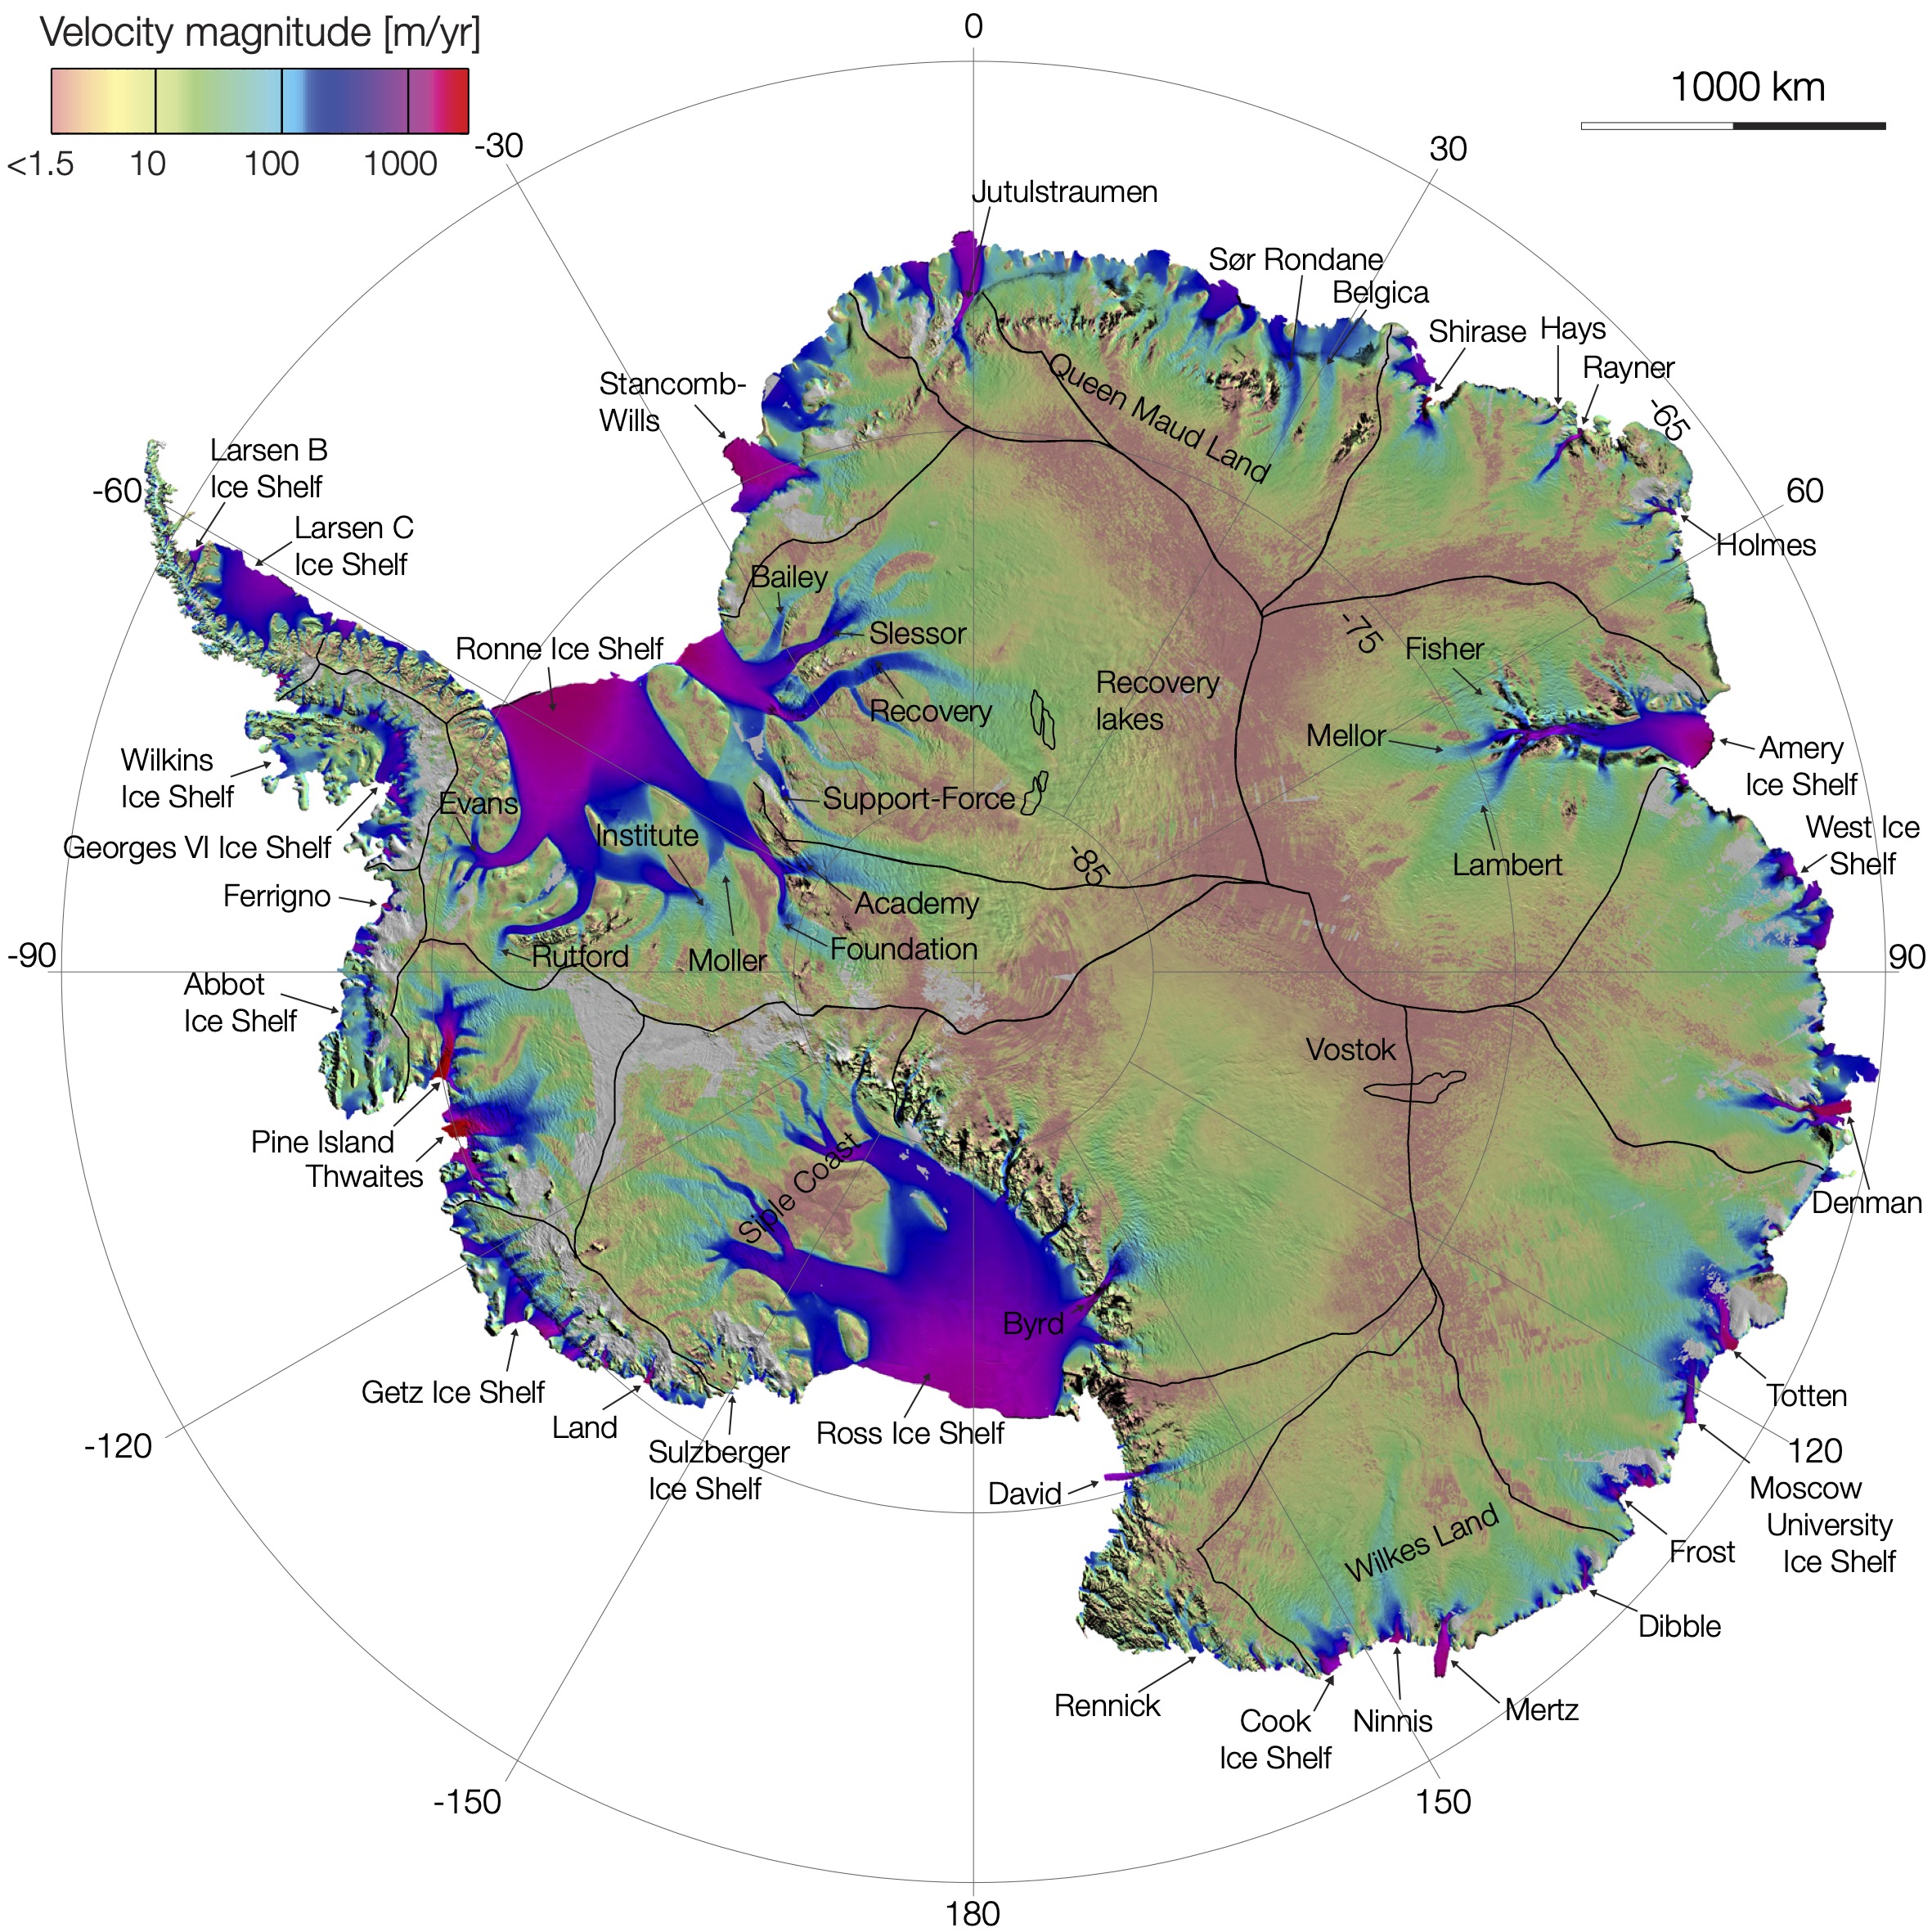 Velocity magnitude [m/yr]
<1.5
10
100
1000
0
1000 km
-30
30
Jutulstraumen
Sør Rondane
Belgica
Shirase
Hays
Rayner
-65
Stancomb-
Wills
Queen Maud Land
Larsen B
Ice Shelf
-60
60
Larsen C
Ice Shelf
Holmes
Bailey
Slessor
Ronne Ice Shelf
-75
Fisher
Recovery
Recovery
lakes
Mellor
Amery
Ice Shelf
Wilkins
Ice Shelf
Evans
Support-Force
Georges VI Ice Shelf
Institute
-85
Lambert
West Ice
Shelf
Ferrigno
Academy
Foundation
Rutford
Moller
-90
90
Abbot
Ice Shelf
Vostok
Pine Island
Thwaites
Siple Coast
Denman
Byrd
Getz Ice Shelf
Land
Sulzberger
Ice Shelf
Ross Ice Shelf
Totten
-120
120
David
Moscow
University
Ice Shelf
Wilkes Land
Frost
Dibble
Rennick
Cook
Ice Shelf
Ninnis
Mertz
-150
150
180